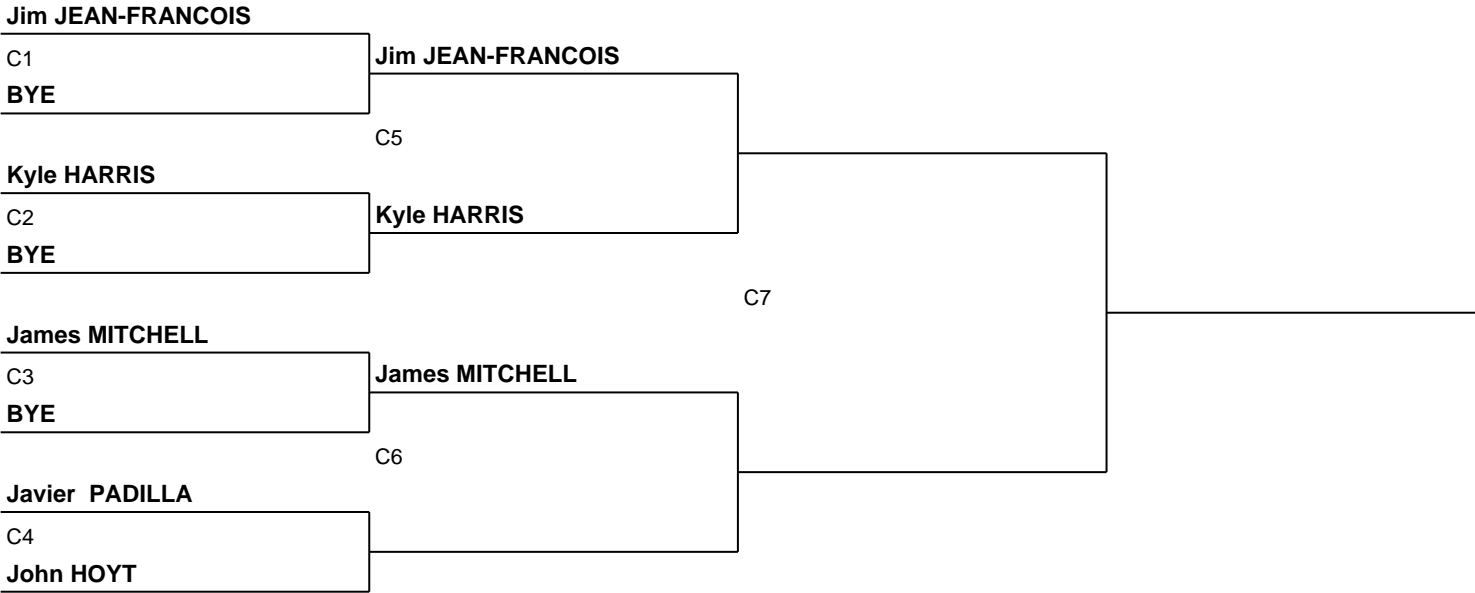 Jim JEAN-FRANCOIS
C1
Jim JEAN-FRANCOIS
BYE
C5
Kyle HARRIS
C2
Kyle HARRIS
BYE
C7
James MITCHELL
C3
James MITCHELL
BYE
C6
Javier  PADILLA
C4
John HOYT